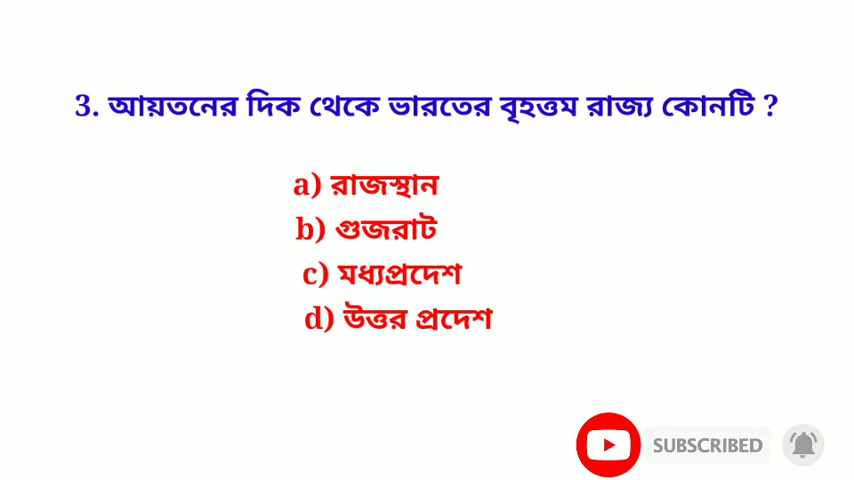 3. আয়তনের দিক থেকে ভারতের বৃহত্তম রাজ্য কোনটি ?
a) রাজস্থান
b) গুজরাট
c) মধ্যপ্রদেশ
d) উত্তর প্রদেশ
SUBSCRIBED